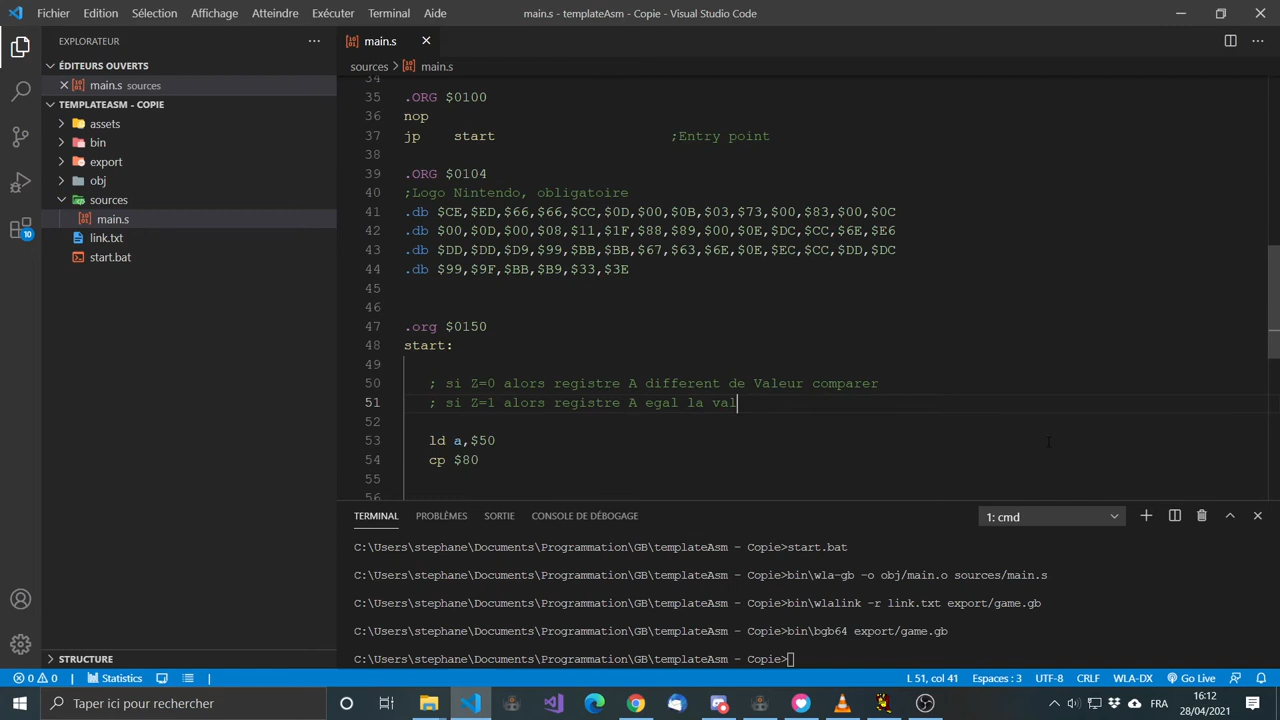 Fichier Edition Sélection Affichage Atteindre Exécuter Terminal Aide main.s - templateAsm - Copie - Visual Studio Code
EXPLORATEUR
ÉDITEURS OUVERTS
main.s sources
TEMPLATEASM - COPIE
assets
bin
export
obj
sources
main.s
link.txt
start.bat
STRUCTURE
10
main.s
sources > main.s
34
35 .ORG $0100
36 nop
37 jp start ;Entry point
38
39 .ORG $0104
40 ;Logo Nintendo, obligatoire
41 .db $CE,$ED,$66,$66,$CC,$0D,$00,$0B,$03,$73,$00,$83,$00,$0C
42 .db $00,$0D,$00,$08,$11,$1F,$88,$89,$00,$0E,$DC,$CC,$6E,$E6
43 .db $DD,$DD,$D9,$99,$BB,$BB,$67,$63,$6E,$0E,$EC,$CC,$DD,$DC
44 .db $99,$9F,$BB,$B9,$33,$3E
45
46
47 .org $0150
48 start:
49
50 ; si Z=0 alors registre A different de Valeur comparer
51 ; si Z=1 alors registre A egal la val
52
53 ld a,$50
54 cp $80
55
56
TERMINAL PROBLÈMES SORTIE CONSOLE DE DÉBOGAGE 1: cmd
C:\Users\stephane\Documents\Programmation\GB\templateAsm - Copie>start.bat
C:\Users\stephane\Documents\Programmation\GB\templateAsm - Copie>bin\wla-gb -o obj/main.o sources/main.s
C:\Users\stephane\Documents\Programmation\GB\templateAsm - Copie>bin\wlalink -r link.txt export/game.gb
C:\Users\stephane\Documents\Programmation\GB\templateAsm - Copie>bin\bgb64 export/game.gb
C:\Users\stephane\Documents\Programmation\GB\templateAsm - Copie>
0 0 Statistics L 51, col 41 Espaces : 3 UTF-8 CRLF WLA-DX Go Live
Taper ici pour rechercher FRA 16:12
28/04/2021